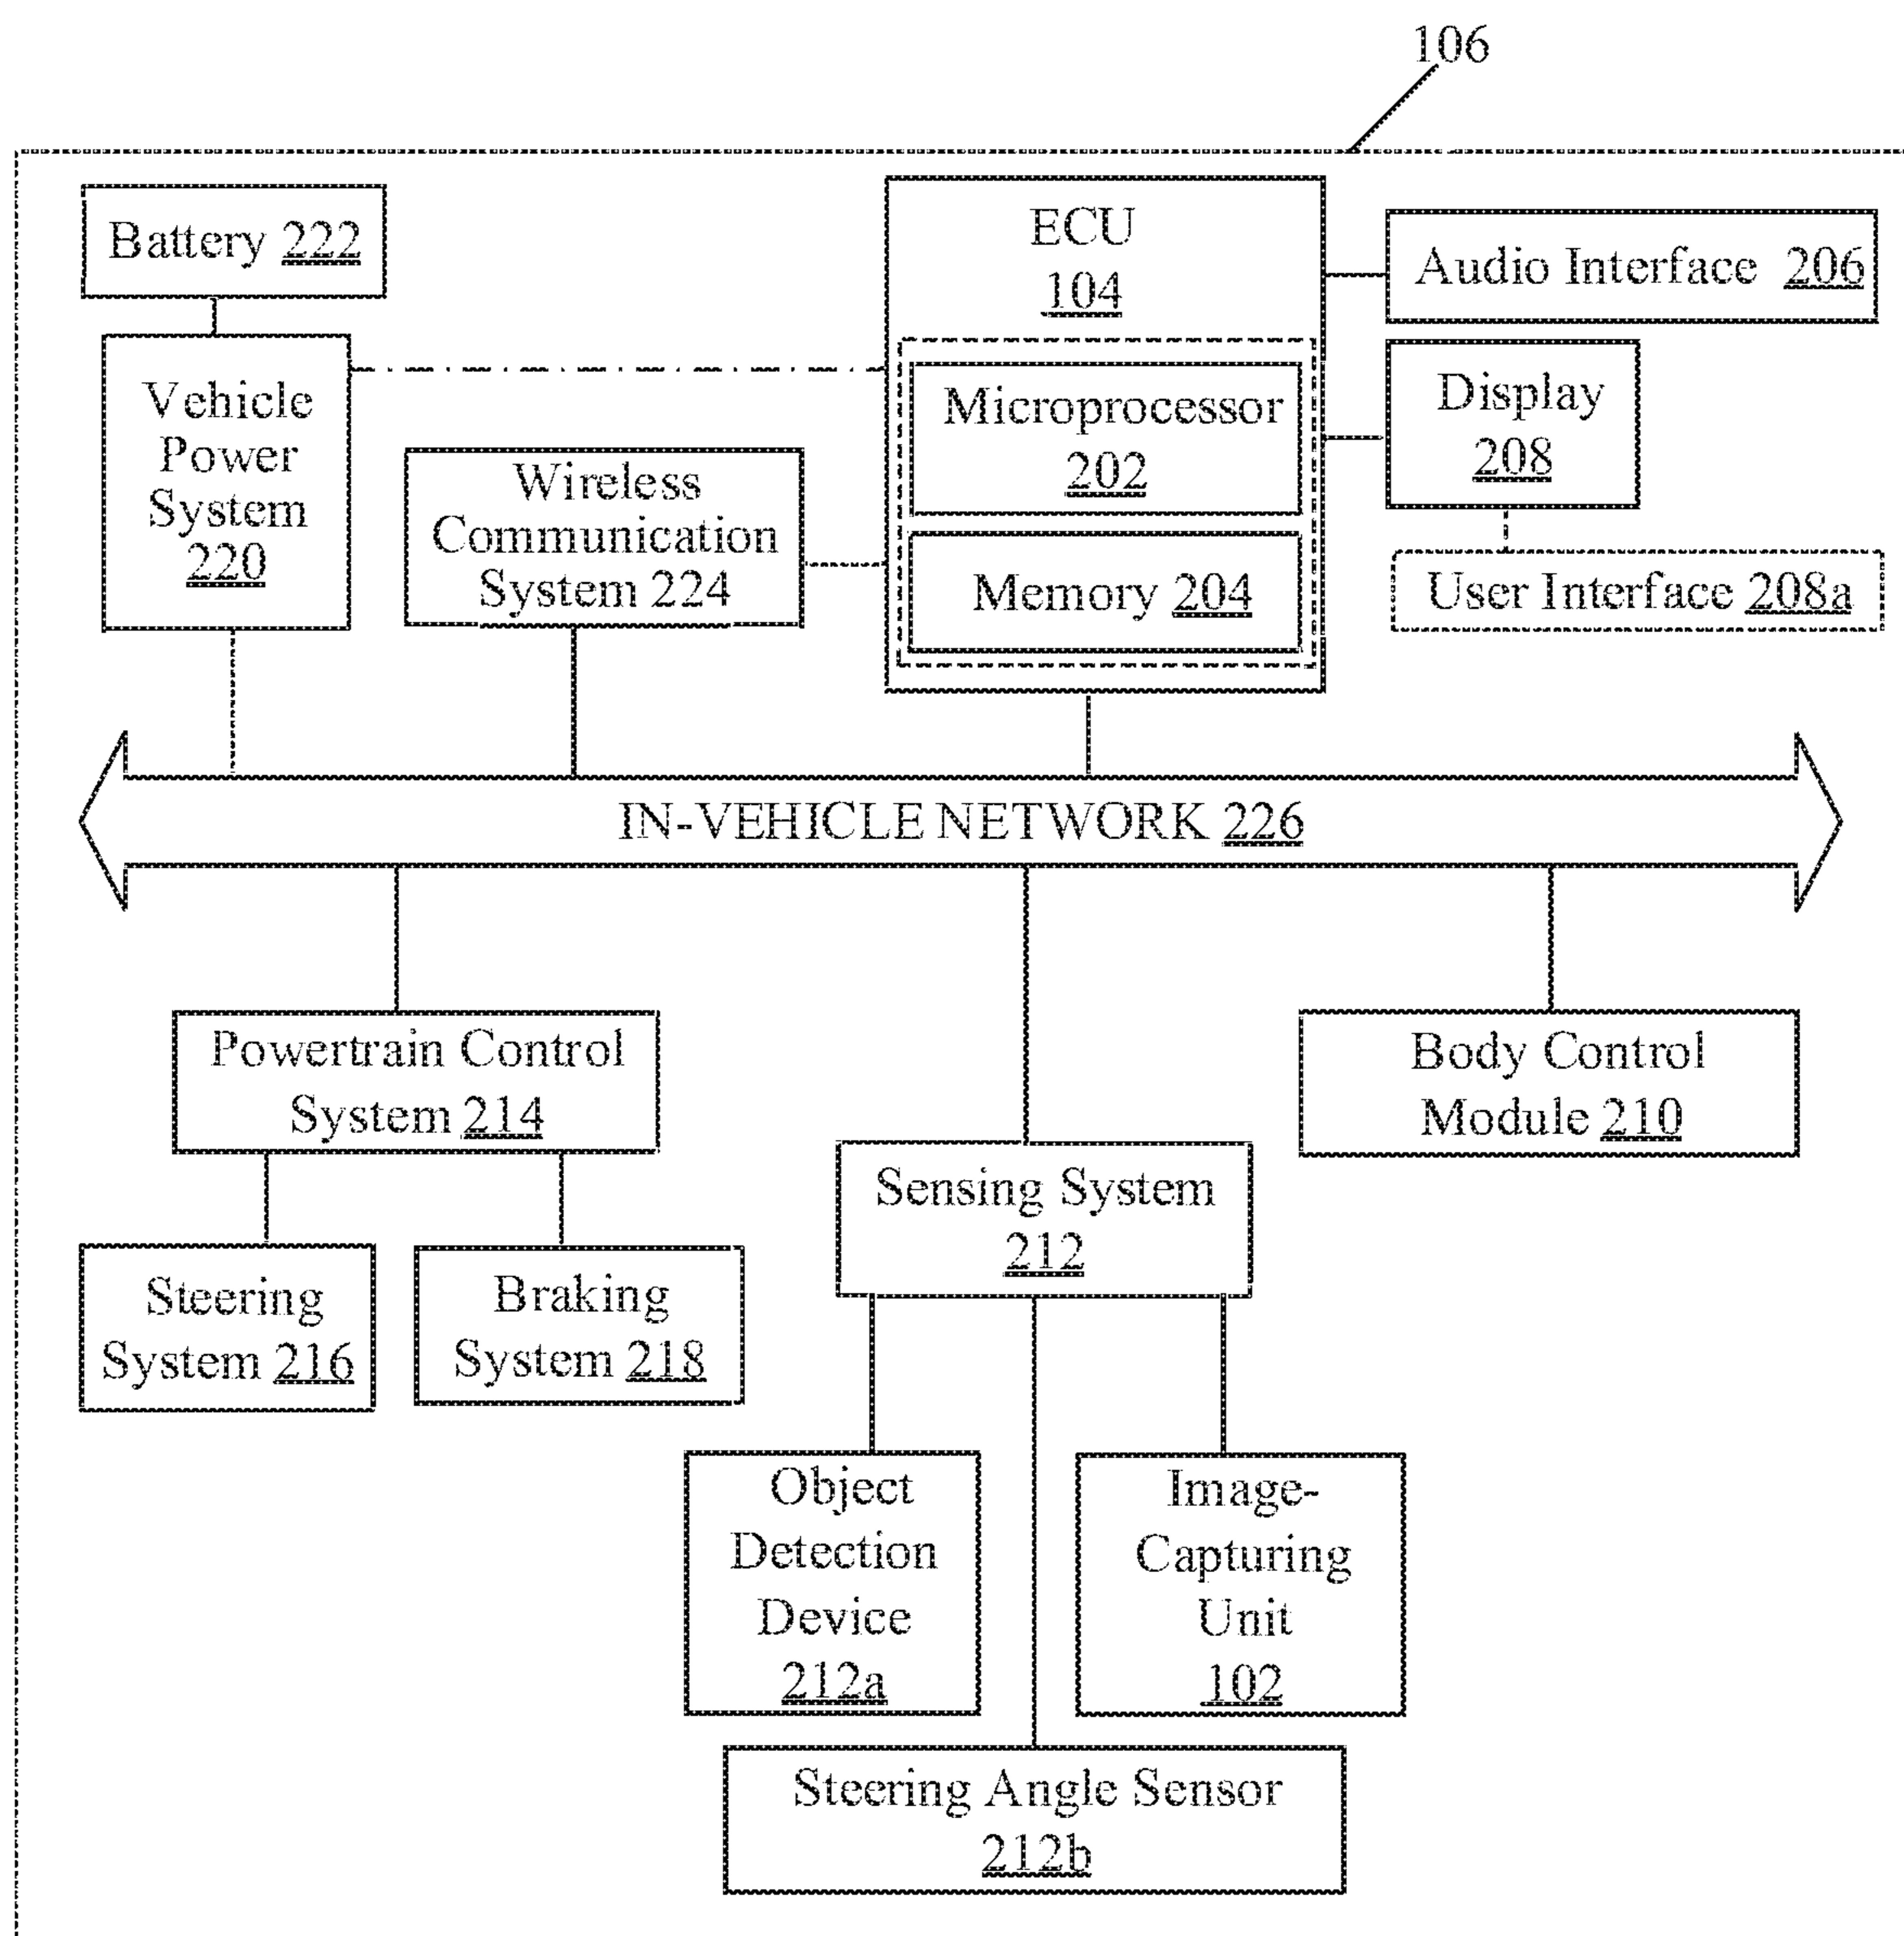 106
Battery 222
ECU
104
Audio Interface 206
Vehicle
Power
System
220
Wireless
Communication
System 224
Microprocessor
202
Memory 204
Display
208
User Interface 208a
IN-VEHICLE NETWORK 226
Powertrain Control
System 214
Body Control
Module 210
Sensing System
212
Steering
System 216
Braking
System 218
Object
Detection
Device
212a
Image-
Capturing
Unit
102
Steering Angle Sensor
212b